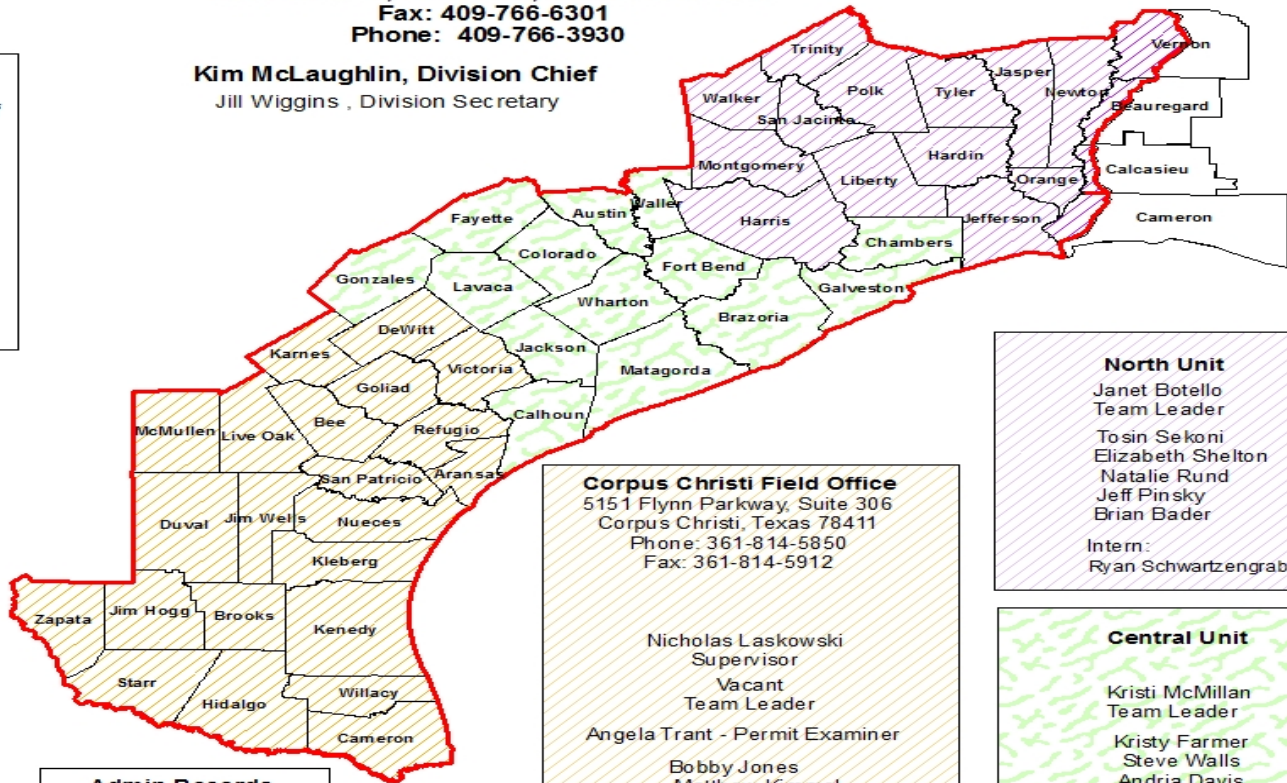 Fax: 409-766-6301
Phone: 409-766-3930
Kim McLaughlin, Division Chief
Jill Wiggins , Division Secretary
Trinity
Vernon
Jasper
Polk
Tyler
Newton
Walker
Beauregard
San Jacinto
Hardin
Montgomery
Liberty
Orange
Calcasieu
Waller
Harris
Jefferson
Cameron
Fayette
Austin
Chambers
Colorado
Fort Bend
Gonzales
Lavaca
Galveston
Wharton
Brazoria
DeWitt
Karnes
Jackson
Victoria
Matagorda
Goliad
Calhoun
Bee
Refugio
McMullen
Live Oak
San Patricio
Aransas
Duval
Jim Wells
Nueces
Kleberg
Zapata
Jim Hogg
Brooks
Kenedy
Starr
Hidalgo
Willacy
Cameron
North Unit
Janet Botello
Team Leader
Tosin Sekoni
Elizabeth Shelton
Natalie Rund
Jeff Pinsky
Brian Bader
Intern:
Ryan Schwartzengrab
Corpus Christi Field Office
5151 Flynn Parkway, Suite 306
Corpus Christi, Texas 78411
Phone: 361-814-5850
Fax: 361-814-5912
Nicholas Laskowski
Supervisor
Vacant
Team Leader
Angela Trant - Permit Examiner
Bobby Jones
Central Unit
Kristi McMillan
Team Leader
Kristy Farmer
Steve Walls
Andria Davis
Admin Records